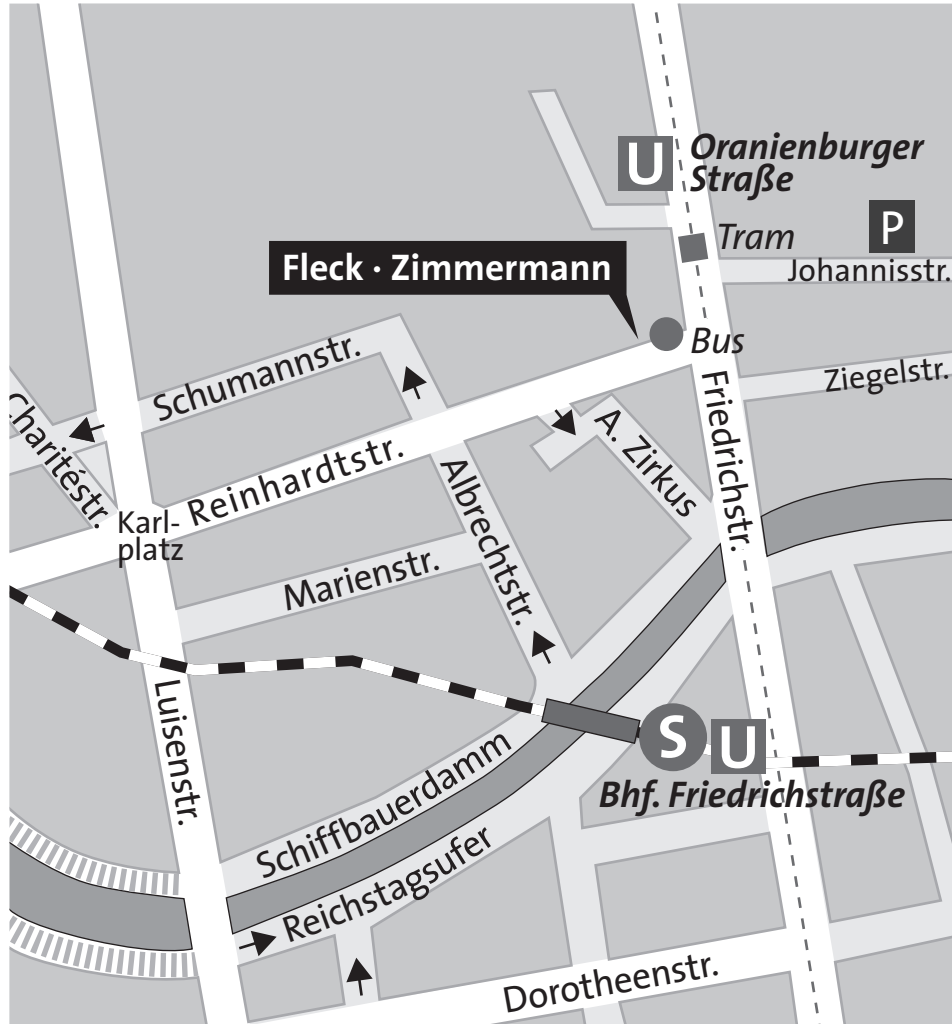 U
Oranienburger
Straße
P
Tram
Johannisstr.
Fleck · Zimmermann
Bus
Schumannstr.
Ziegelstr.
Friedrichstr.
Charitéstr.
A. Zirkus
Reinhardtstr.
Albrechtstr.
Karl-
platz
Marienstr.
Luisenstr.
S
U
Bhf. Friedrichstraße
Schiffbauerdamm
Reichstagsufer
Dorotheenstr.